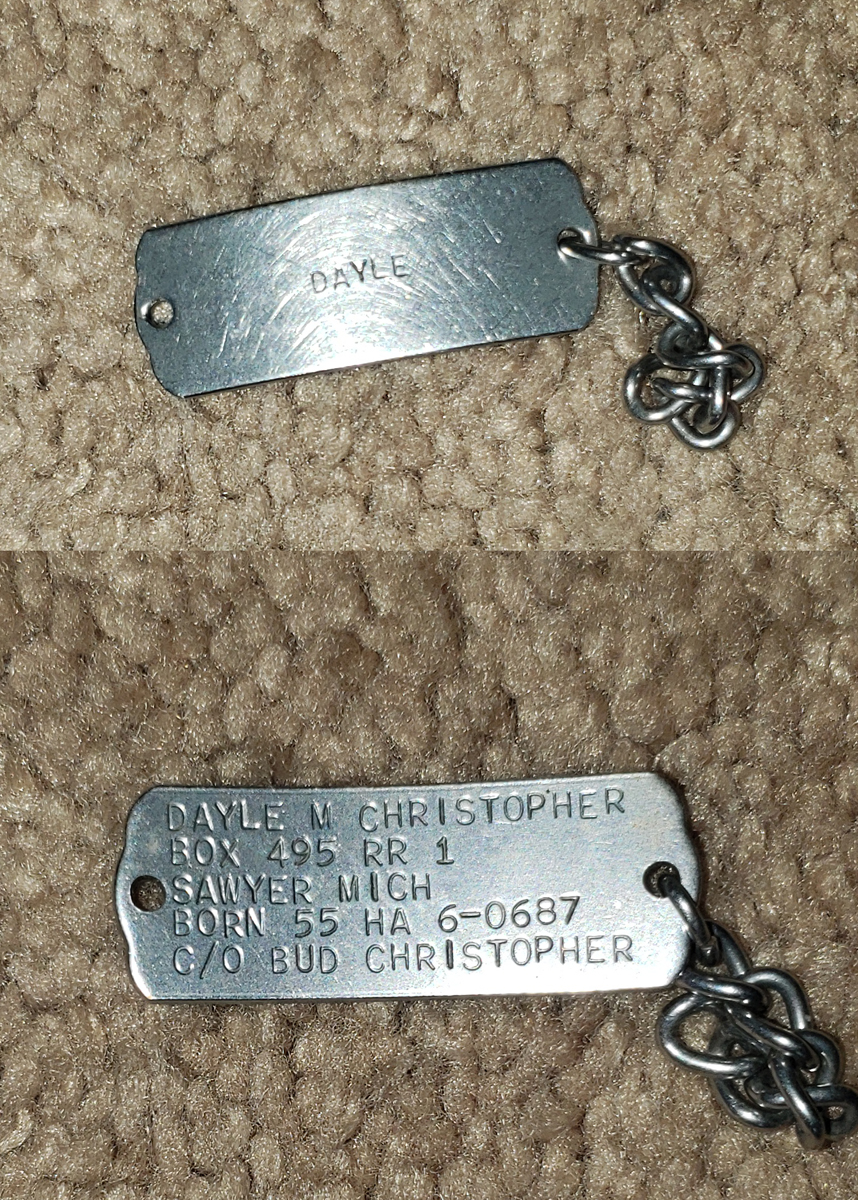 DAYLE
DAYLE M CHRISTOPHER
BOX 495 RR 1
SAWYER MICH
BORN 55 HA 6-0687
C/O BUD CHRISTOPHER